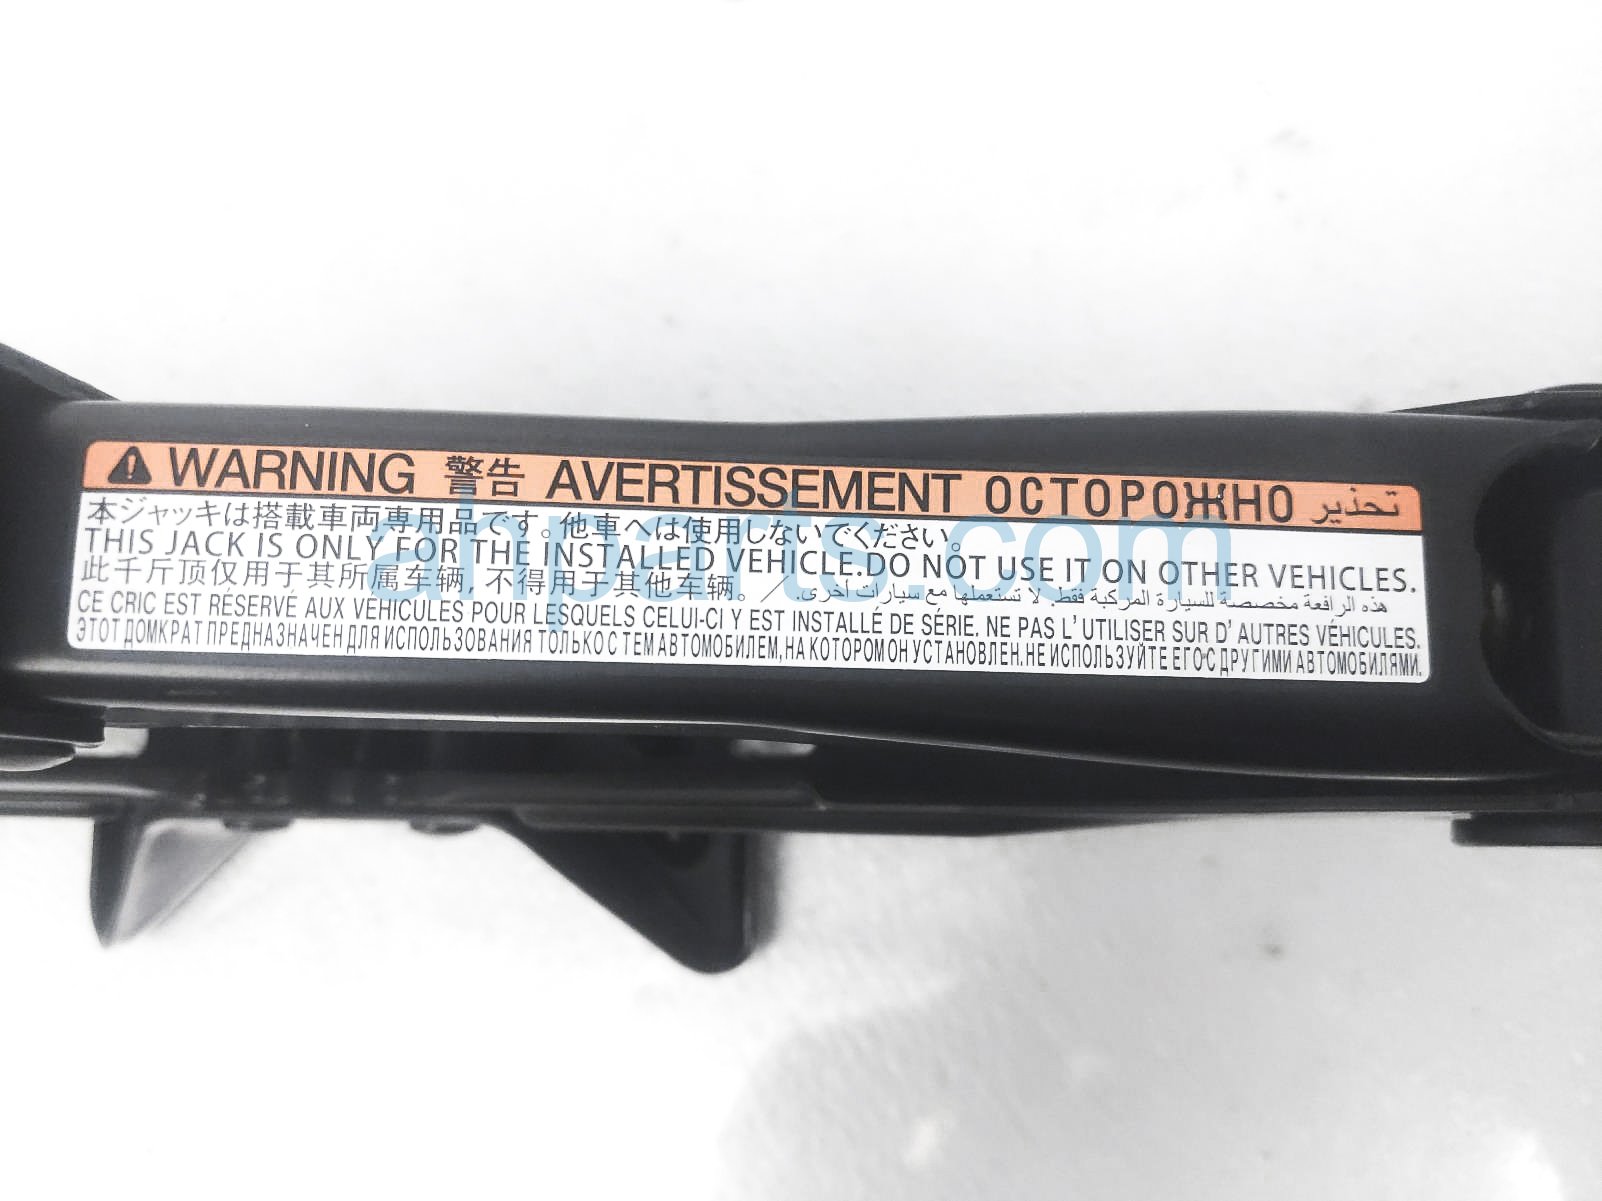 WARNING 警告 AVERTISSEMENT ОСТОРОЖНО تحذير
本ジャッキは搭載車両専用品です。他車へは使用しないでください。
THIS JACK IS ONLY FOR THE INSTALLED VEHICLE.DO NOT USE IT ON OTHER VEHICLES.
此千斤顶仅用于其所属车辆, 不得用于其他车辆。／هذه الرافعة مخصصة للسيارة المركبة فقط. لا تستعملها مع سيارات أخرى.
CE CRIC EST RÉSERVÉ AUX VÉHICULES POUR LESQUELS CELUI-CI Y EST INSTALLÉ DE SÉRIE. NE PAS L'UTILISER SUR D'AUTRES VÉHICULES.
ЭТОТ ДОМКРАТ ПРЕДНАЗНАЧЕН ДЛЯ ИСПОЛЬЗОВАНИЯ ТОЛЬКО С ТЕМ АВТОМОБИЛЕМ, НА КОТОРОМ ОН УСТАНОВЛЕН. НЕ ИСПОЛЬЗУЙТЕ ЕГО С ДРУГИМИ АВТОМОБИЛЯМИ.
ahparts.com